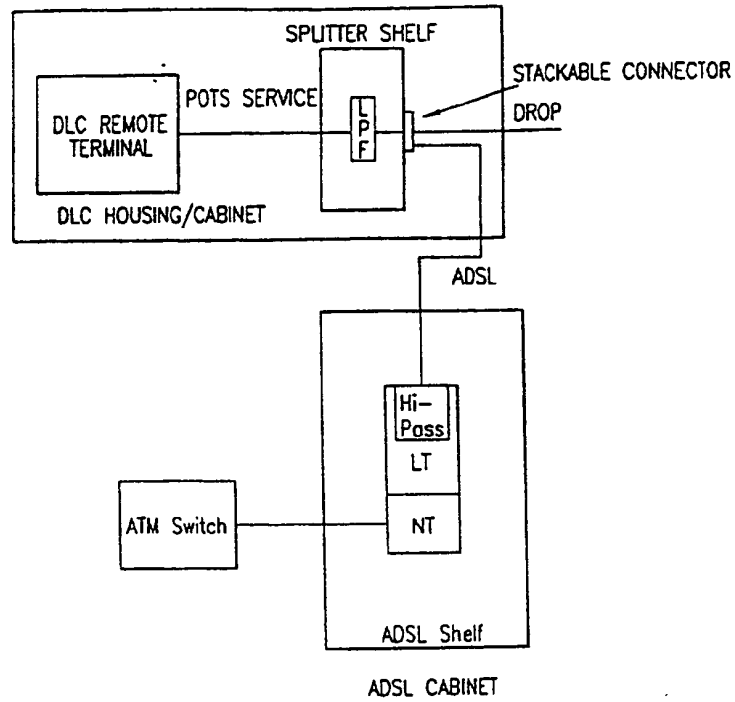 SPLITTER SHELF
STACKABLE CONNECTOR
POTS SERVICE
DROP
DLC REMOTE
TERMINAL
L
P
F
DLC HOUSING/CABINET
ADSL
Hi-
Pass
LT
ATM Switch
NT
ADSL Shelf
ADSL CABINET